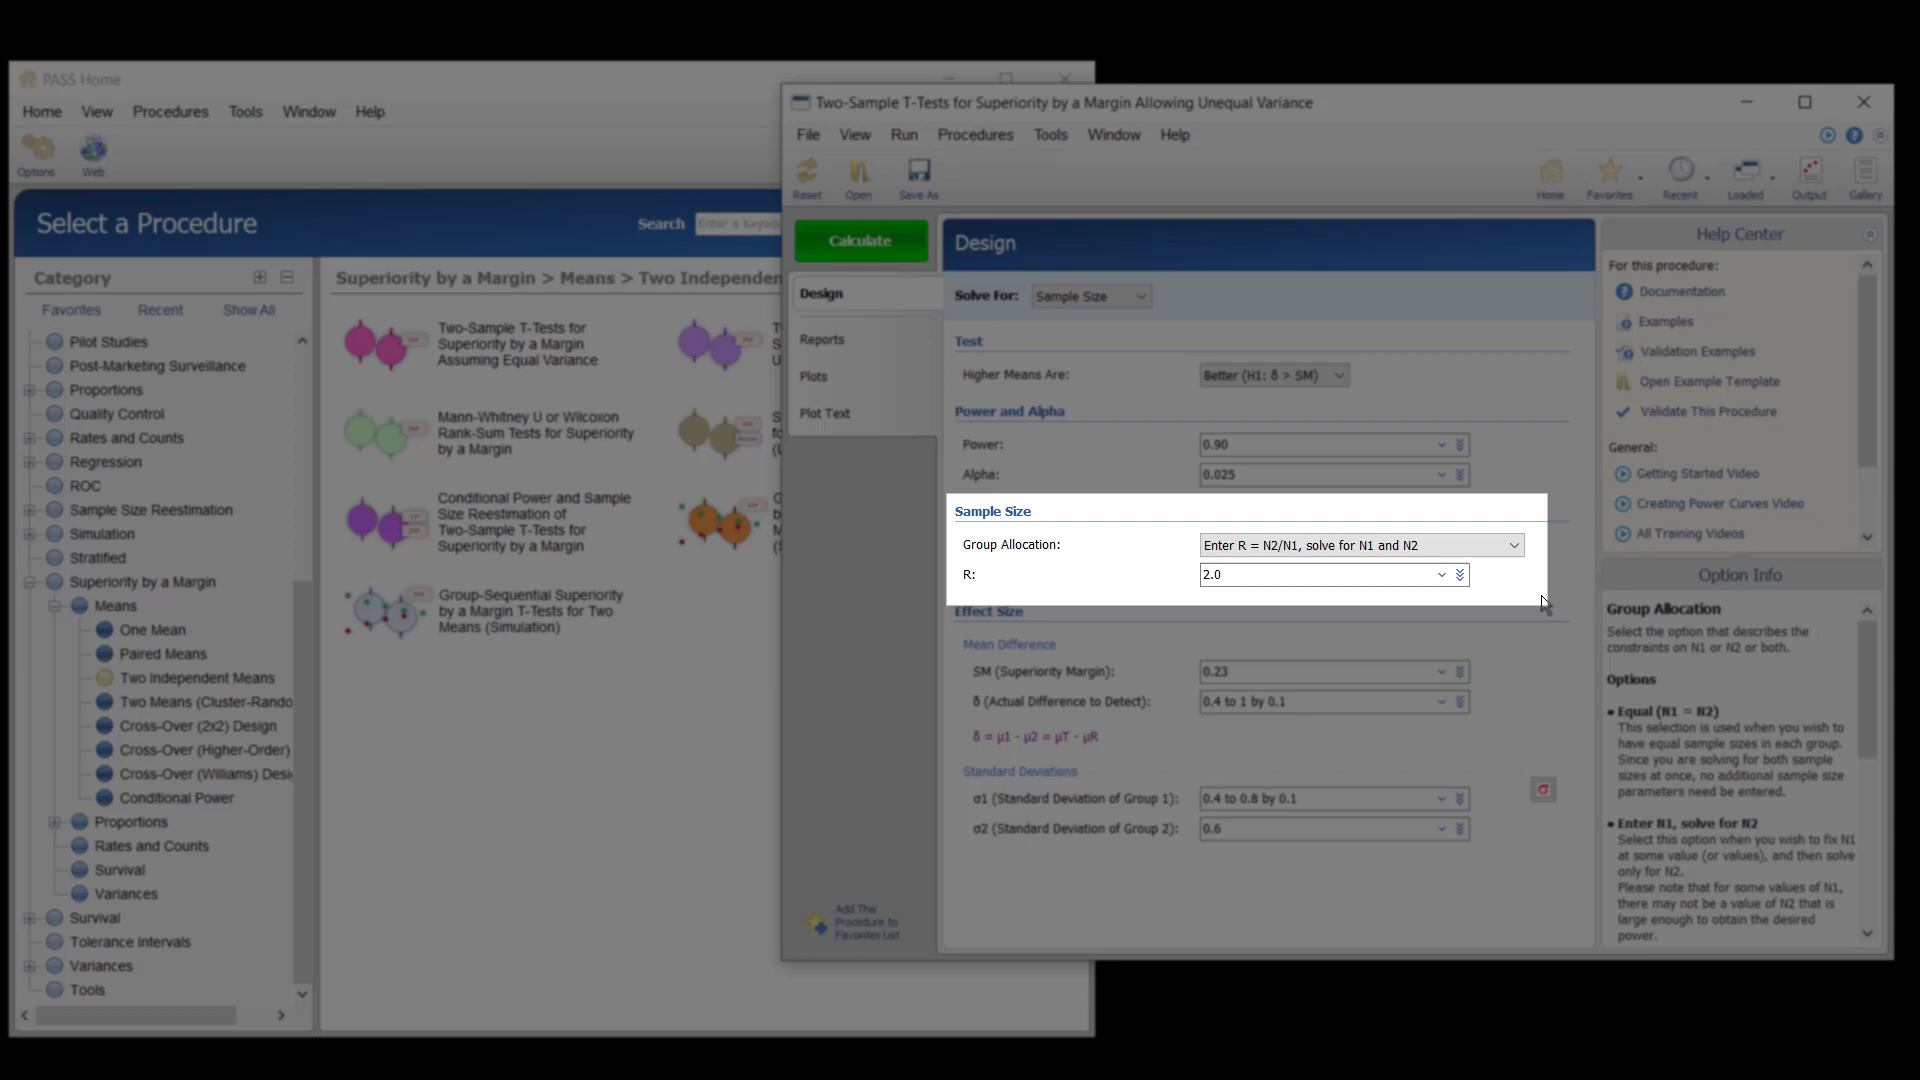 PASS Home
Home View Procedures Tools Window Help
Options Web
Select a Procedure
Search
Category
Favorites Recent Show All
Pilot Studies
Post-Marketing Surveillance
Proportions
Quality Control
Rates and Counts
Regression
ROC
Sample Size Reestimation
Simulation
Stratified
Superiority by a Margin
Means
One Mean
Paired Means
Two Independent Means
Two Means (Cluster-Rando
Cross-Over (2x2) Design
Cross-Over (Higher-Order)
Cross-Over (Williams) Desi
Conditional Power
Proportions
Rates and Counts
Survival
Variances
Survival
Tolerance Intervals
Variances
Tools
Superiority by a Margin > Means > Two Independen
Two-Sample T-Tests for
Superiority by a Margin
Assuming Equal Variance
Mann-Whitney U or Wilcoxon
Rank-Sum Tests for Superiority
by a Margin
Conditional Power and Sample
Size Reestimation of
Two-Sample T-Tests for
Superiority by a Margin
Group-Sequential Superiority
by a Margin T-Tests for Two
Means (Simulation)
Two-Sample T-Tests for Superiority by a Margin Allowing Unequal Variance
File View Run Procedures Tools Window Help
Reset Open Save As Home Favorites Recent Loaded Output Gallery
Calculate
Design
Reports
Plots
Plot Text
Add This
Procedure to
Favorites List
Design
Solve For: Sample Size
Test
Higher Means Are: Better (H1: δ > SM)
Power and Alpha
Power: 0.90
Alpha: 0.025
Sample Size
Group Allocation: Enter R = N2/N1, solve for N1 and N2
R: 2.0
Effect Size
Mean Difference
SM (Superiority Margin): 0.23
δ (Actual Difference to Detect): 0.4 to 1 by 0.1
δ = μ1 - μ2 = μT - μR
Standard Deviations
σ1 (Standard Deviation of Group 1): 0.4 to 0.8 by 0.1
σ
σ2 (Standard Deviation of Group 2): 0.6
Help Center
For this procedure:
Documentation
Examples
Validation Examples
Open Example Template
Validate This Procedure
General:
Getting Started Video
Creating Power Curves Video
All Training Videos
Option Info
Group Allocation
Select the option that describes the
constraints on N1 or N2 or both.
Options
• Equal (N1 = N2)
This selection is used when you wish to
have equal sample sizes in each group.
Since you are solving for both sample
sizes at once, no additional sample size
parameters need be entered.
• Enter N1, solve for N2
Select this option when you wish to fix N1
at some value (or values), and then solve
only for N2.
Please note that for some values of N1,
there may not be a value of N2 that is
large enough to obtain the desired
power.